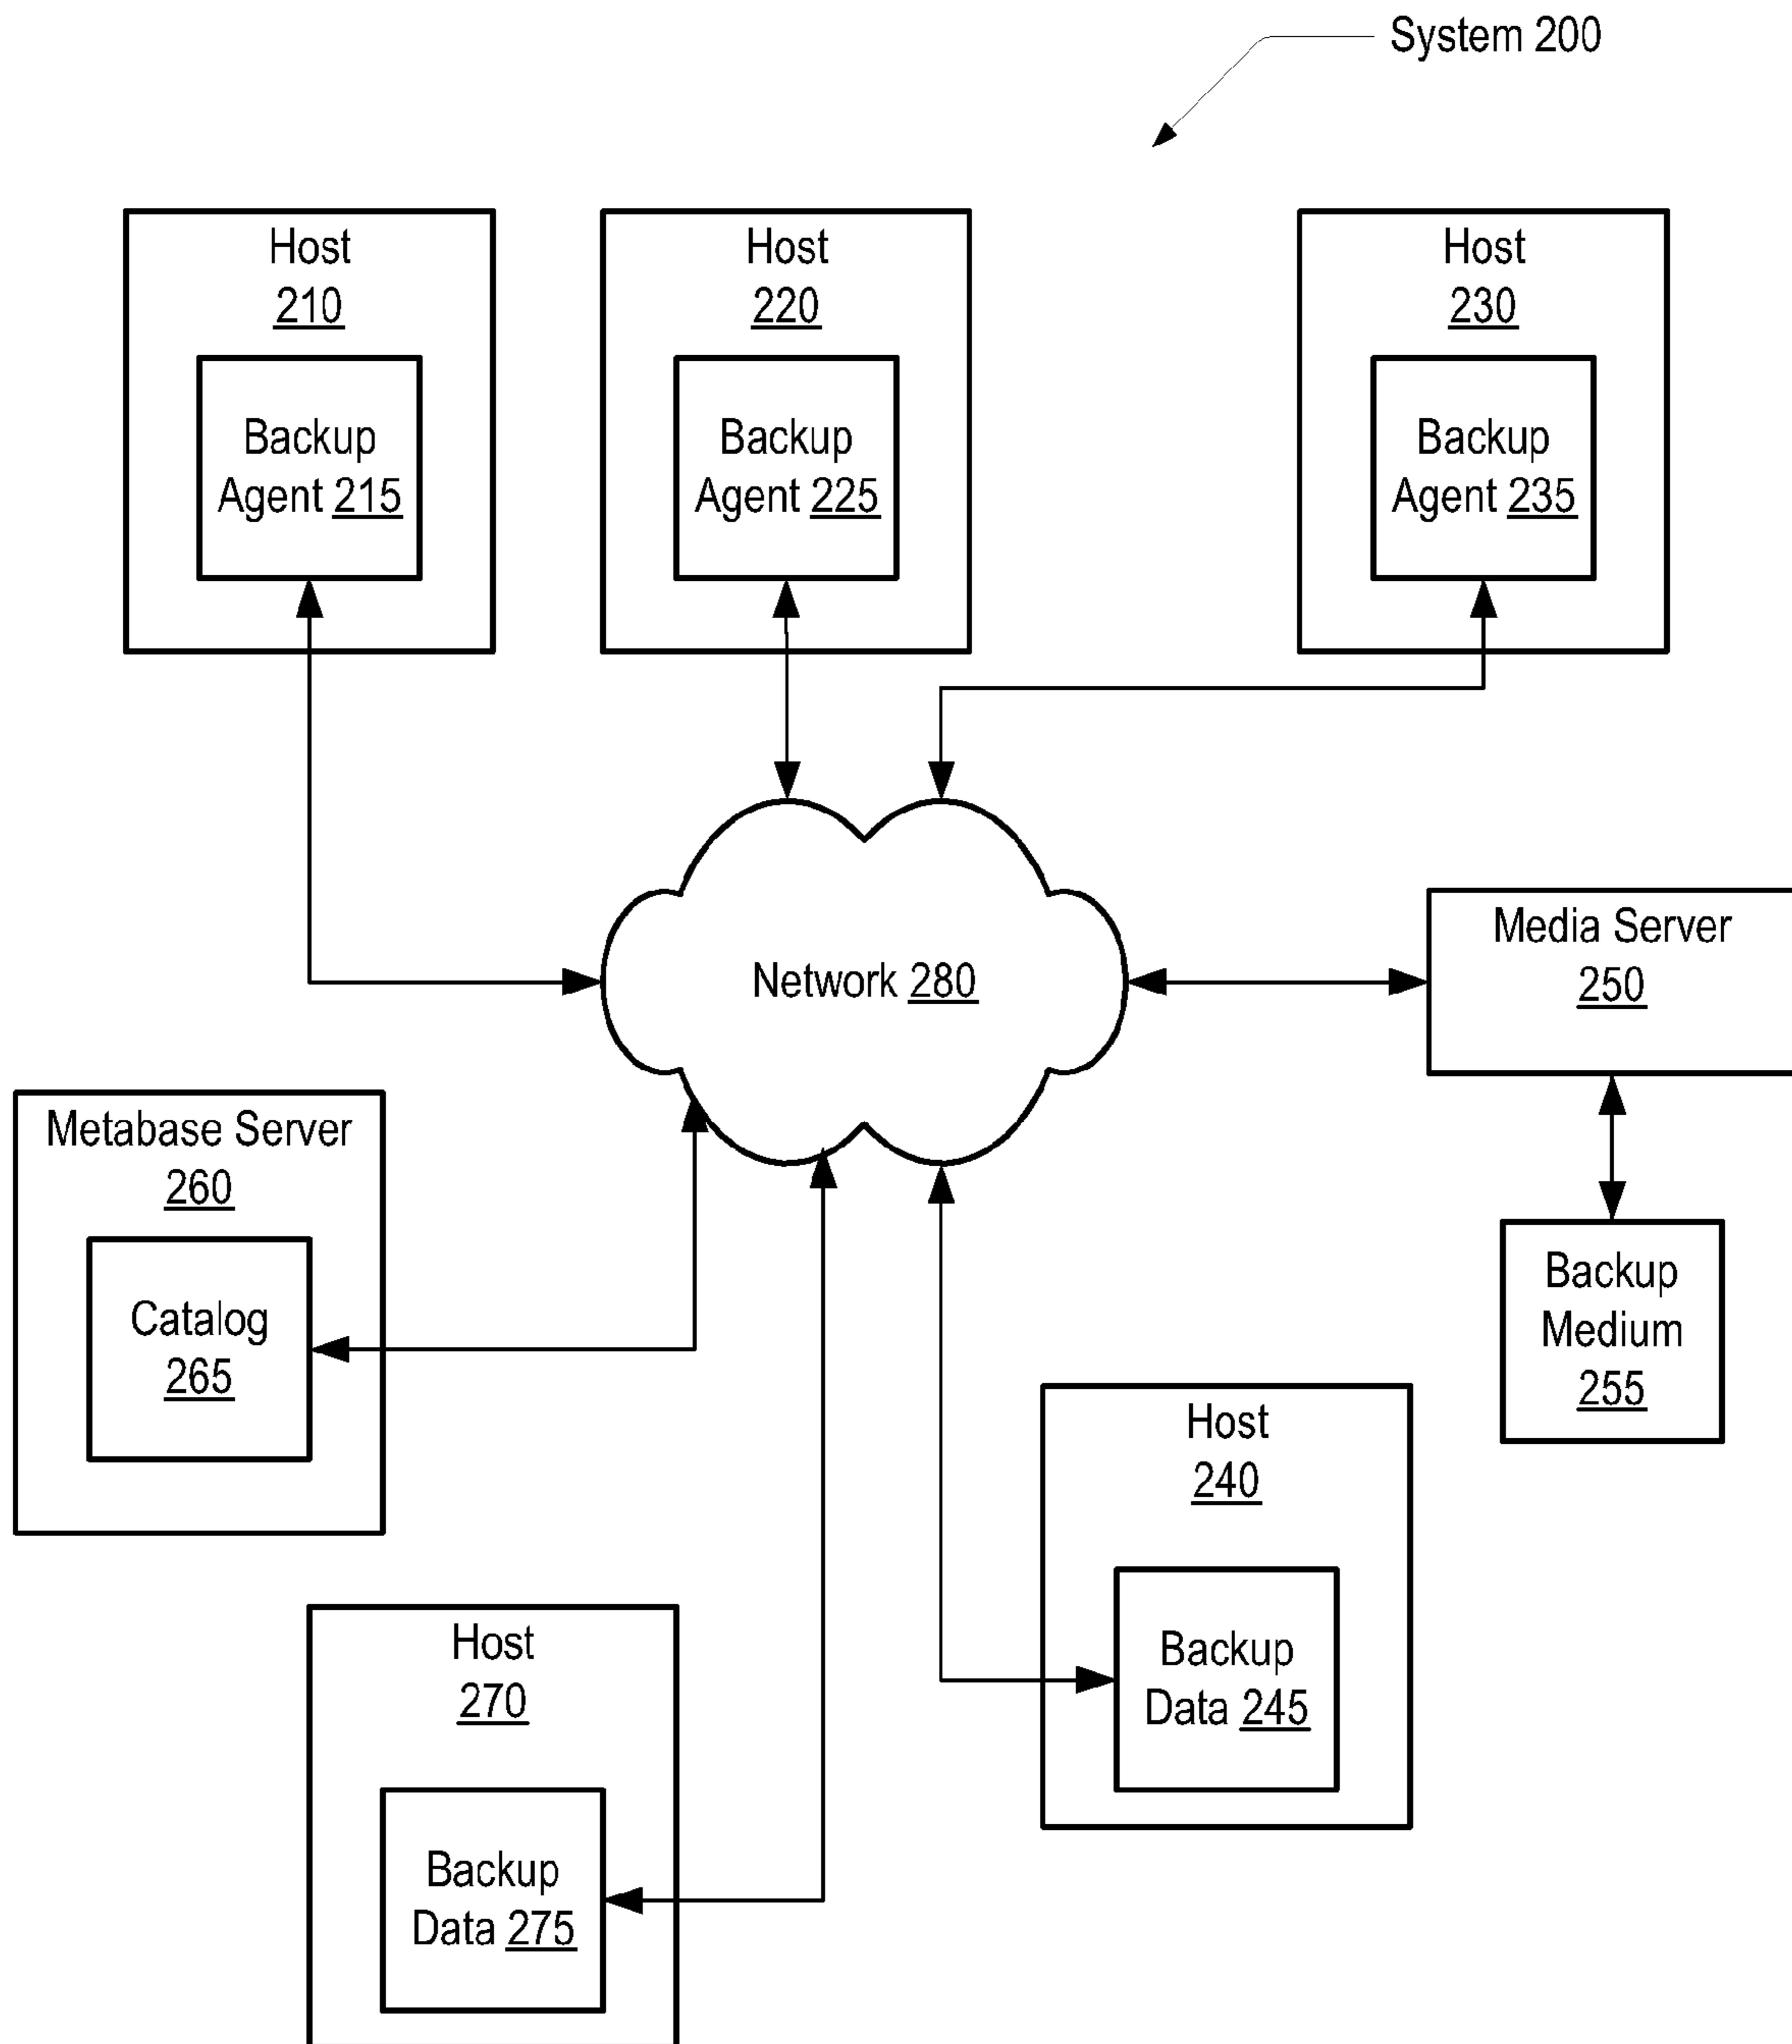 System 200
Host
210
Backup
Agent 215
Host
220
Backup
Agent 225
Host
230
Backup
Agent 235
Network 280
Media Server
250
Backup
Medium
255
Metabase Server
260
Catalog
265
Host
240
Backup
Data 245
Host
270
Backup
Data 275